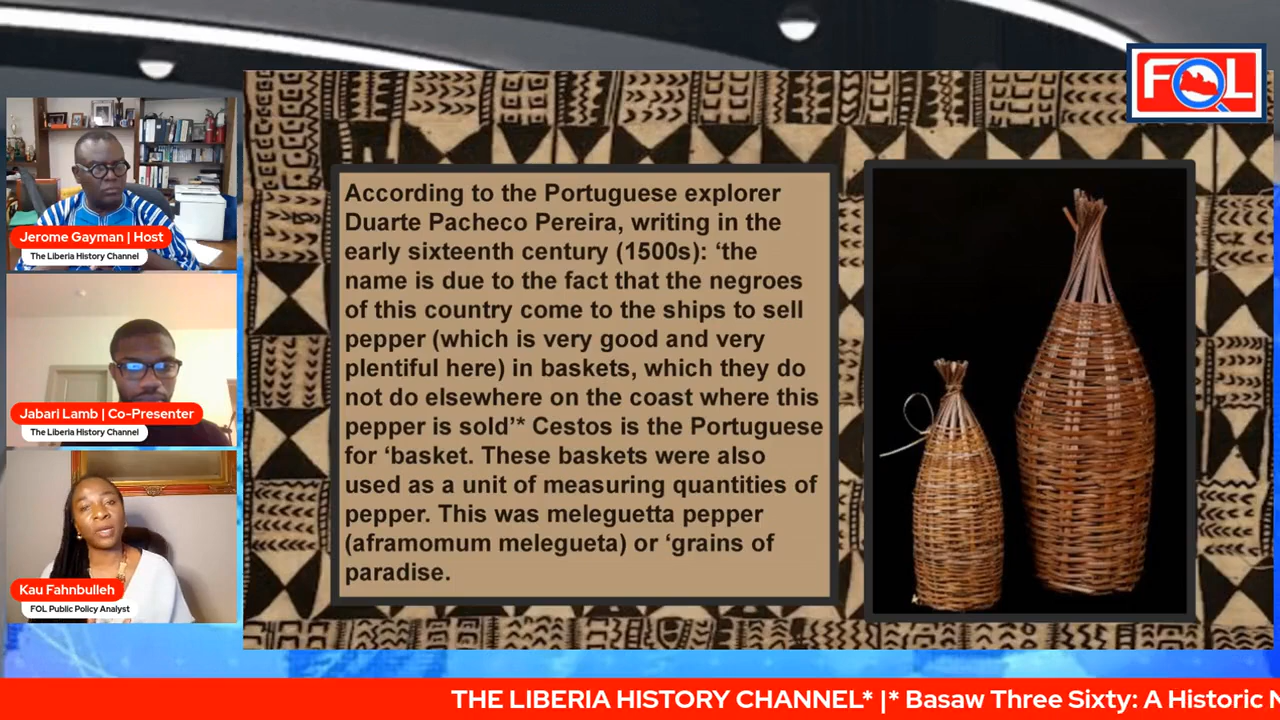 FOL
Jerome Gayman | Host
The Liberia History Channel
Jabari Lamb | Co-Presenter
The Liberia History Channel
Kau Fahnbulleh
FOL Public Policy Analyst
According to the Portuguese explorer
Duarte Pacheco Pereira, writing in the
early sixteenth century (1500s): ‘the
name is due to the fact that the negroes
of this country come to the ships to sell
pepper (which is very good and very
plentiful here) in baskets, which they do
not do elsewhere on the coast where this
pepper is sold’* Cestos is the Portuguese
for ‘basket. These baskets were also
used as a unit of measuring quantities of
pepper. This was meleguetta pepper
(aframomum melegueta) or ‘grains of
paradise.
THE LIBERIA HISTORY CHANNEL* |* Basaw Three Sixty: A Historic